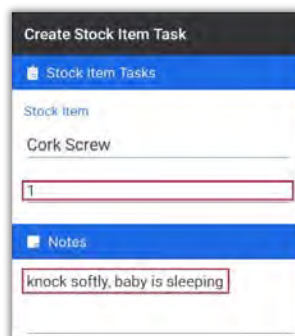 Create Stock Item Task
Stock Item Tasks
Stock Item
Cork Screw
1
Notes
knock softly, baby is sleeping